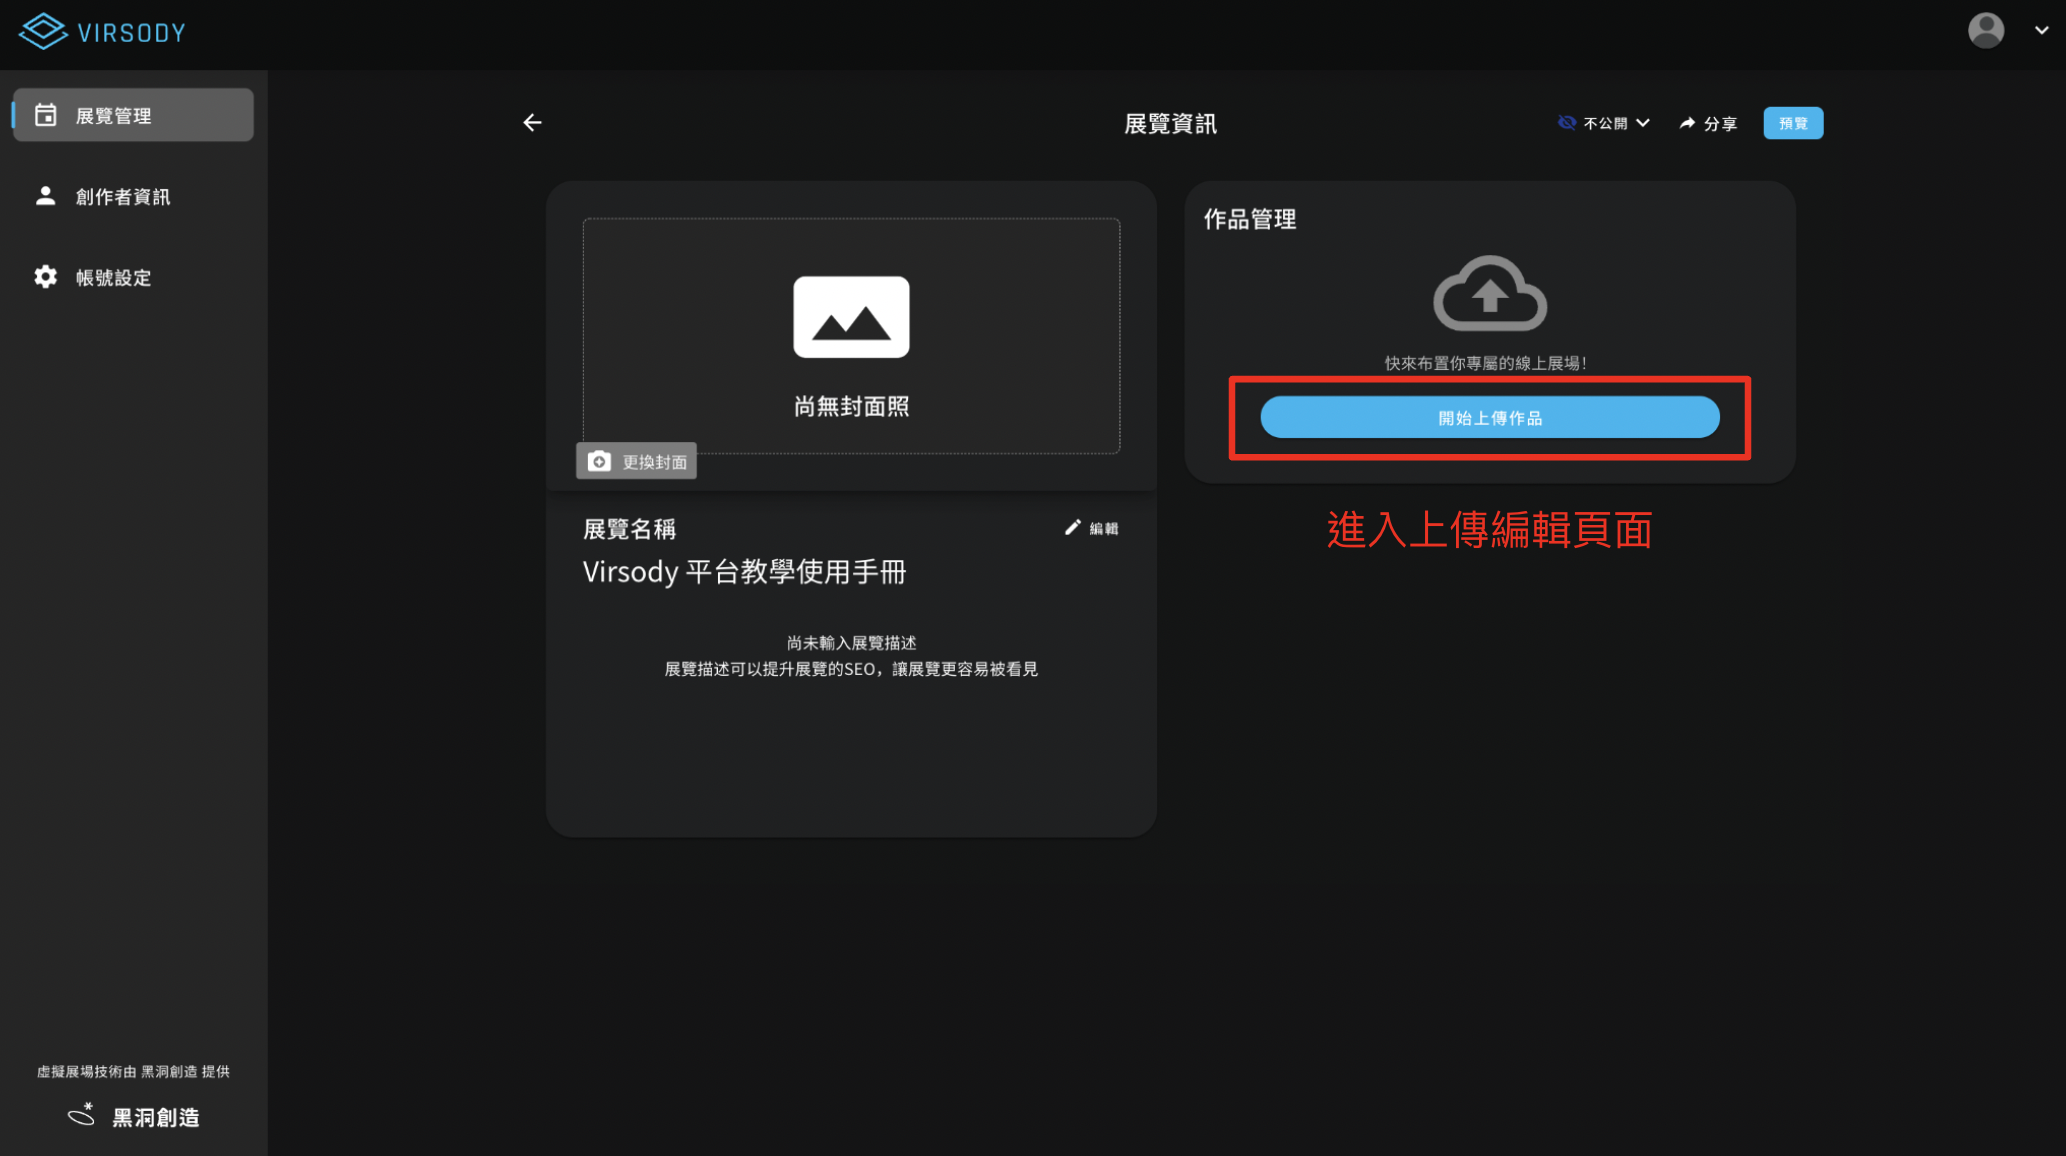 VIRSODY
展覽管理
創作者資訊
帳號設定
展覽資訊
不公開
分享
預覽
尚無封面照
更換封面
展覽名稱
編輯
Virsody 平台教學使用手冊
尚未輸入展覽描述
展覽描述可以提升展覽的SEO，讓展覽更容易被看見
作品管理
快來布置你專屬的線上展場！
開始上傳作品
進入上傳編輯頁面
虛擬展場技術由 黑洞創造 提供
黑洞創造